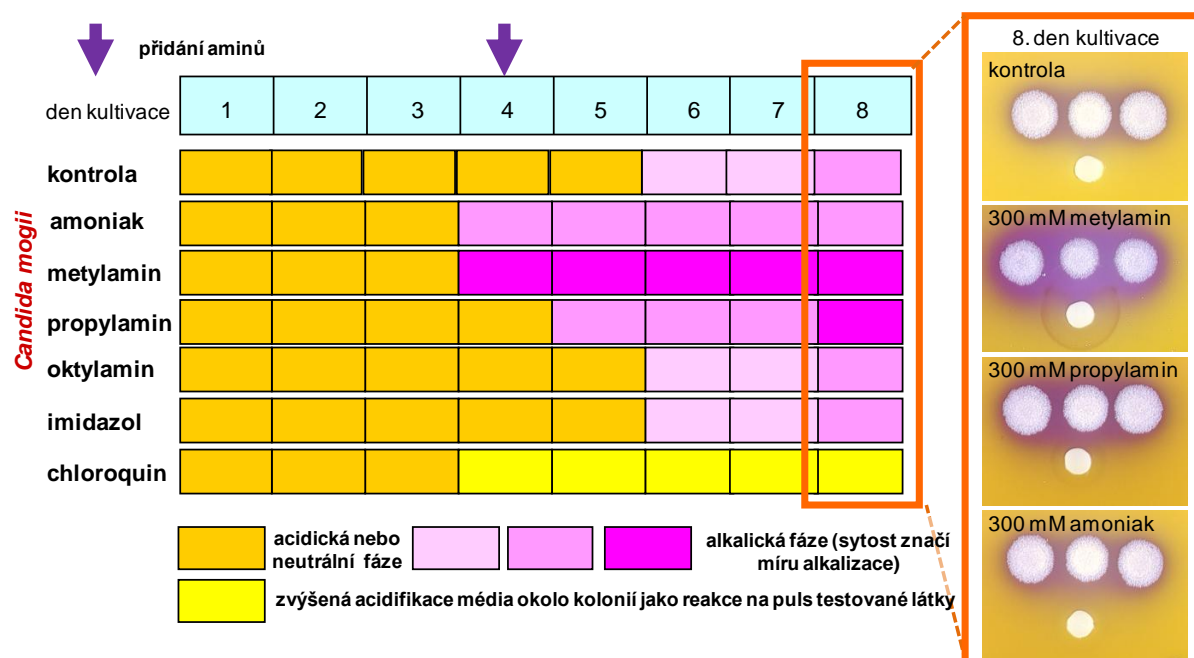 přidání aminů
den kultivace 1 2 3 4 5 6 7 8
Candida mogii
kontrola
amoniak
metylamin
propylamin
oktylamin
imidazol
chloroquin
acidická nebo
neutrální fáze
alkalická fáze (sytost značí
míru alkalizace)
zvýšená acidifikace média okolo kolonií jako reakce na puls testované látky
8. den kultivace
kontrola
300 mM metylamin
300 mM propylamin
300 mM amoniak